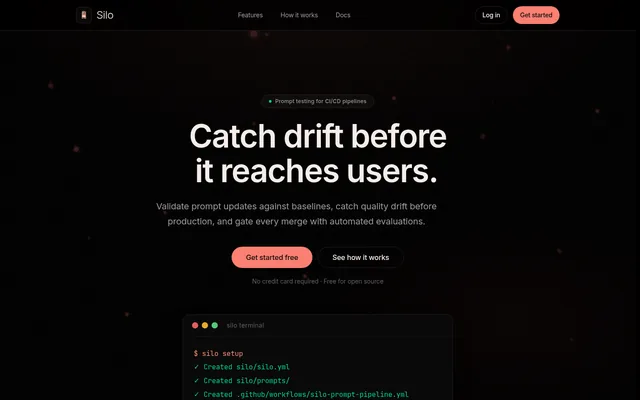 Silo
Features
How it works
Docs
Log in
Get started
Prompt testing for CI/CD pipelines
Catch drift before
it reaches users.
Validate prompt updates against baselines, catch quality drift before
production, and gate every merge with automated evaluations.
Get started free
See how it works
No credit card required · Free for open source
silo terminal
$ silo setup
✓ Created silo/silo.yml
✓ Created silo/prompts/
✓ Created .github/workflows/silo-prompt-pipeline.yml